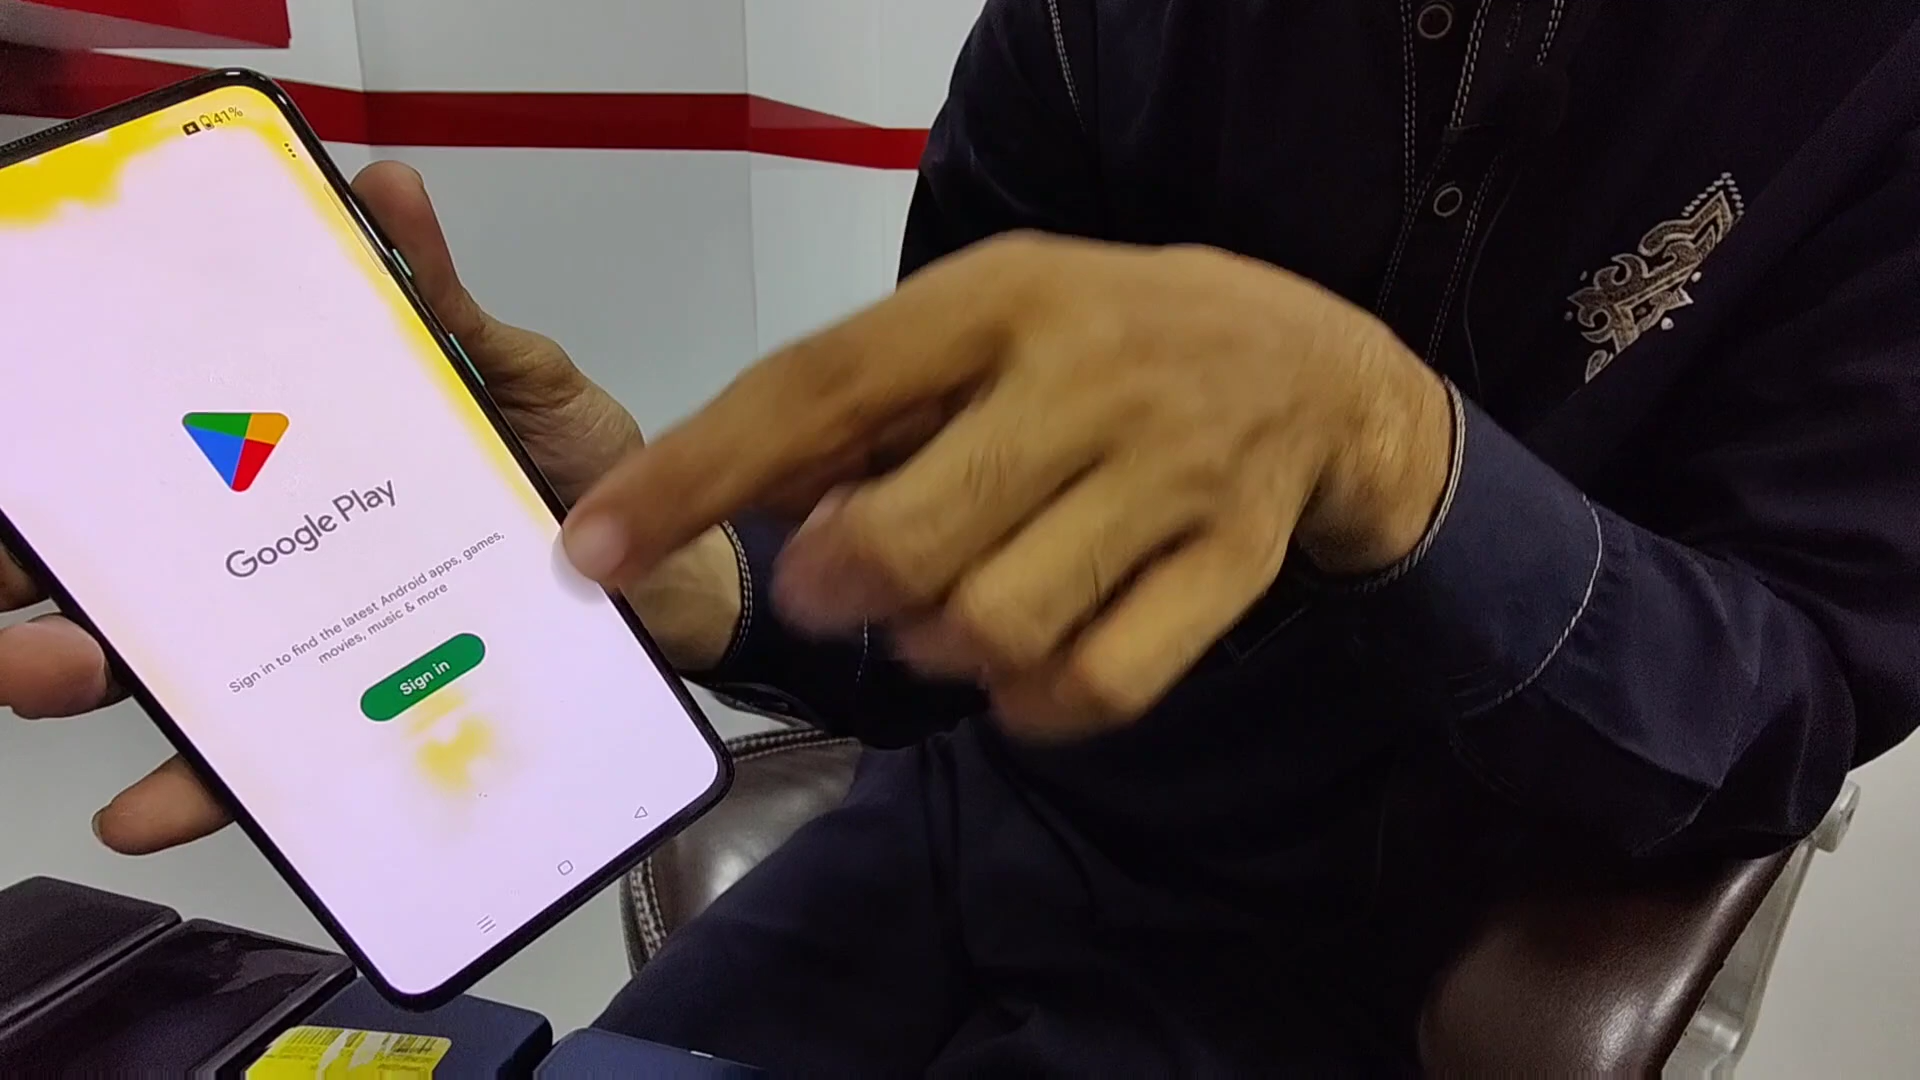 41%
Google Play
Sign in to find the latest Android apps, games,
movies, music & more
Sign in